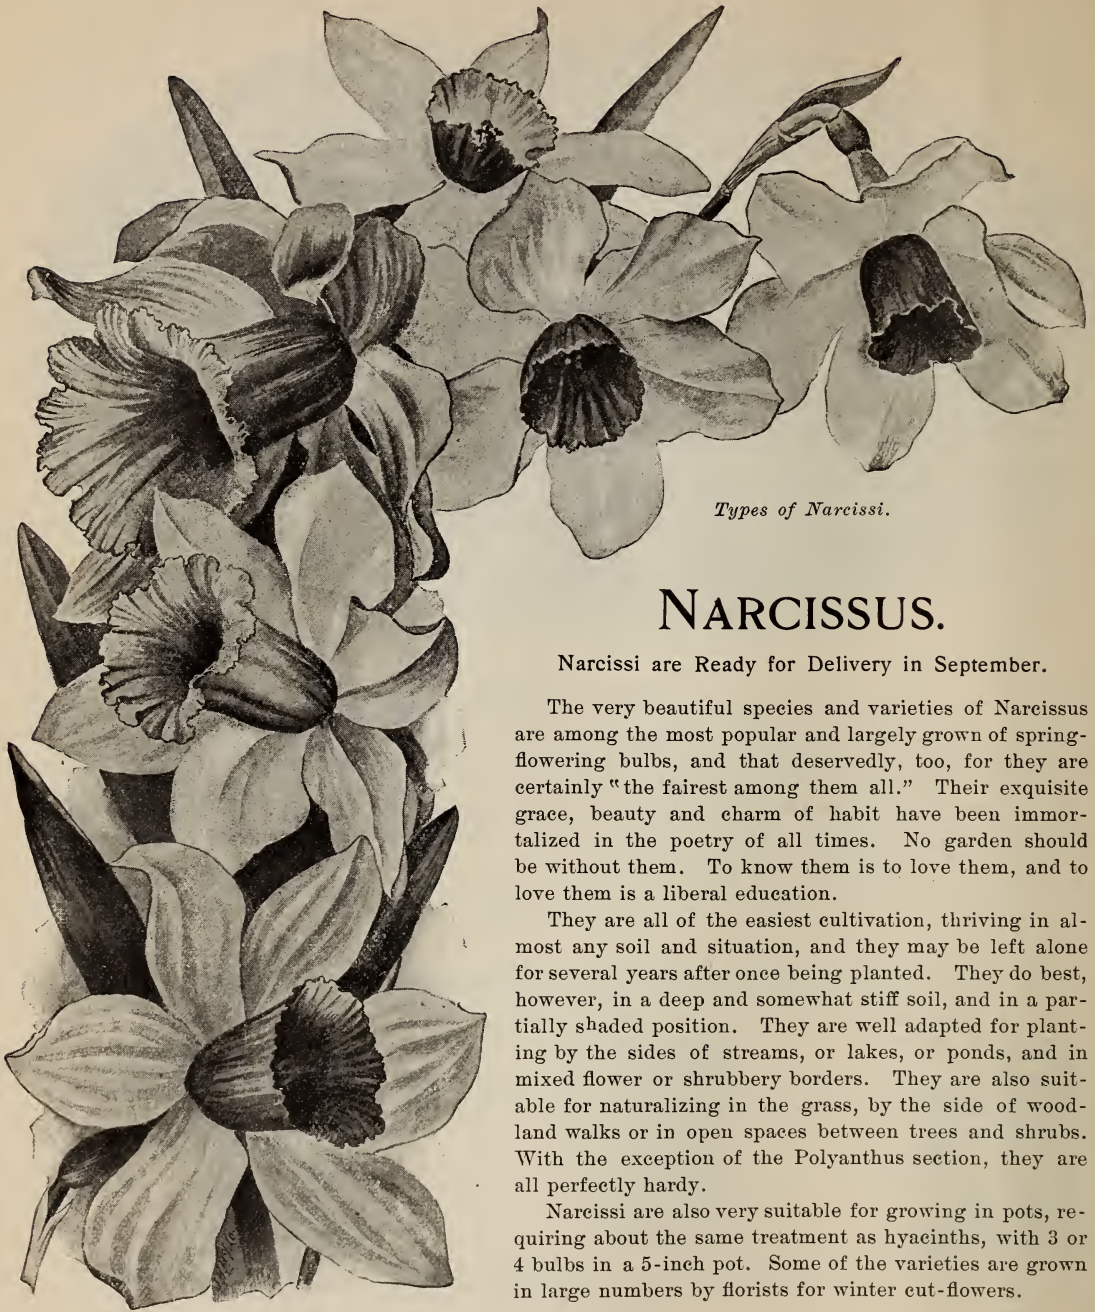 Types of Narcissi.
NARCISSUS.
Narcissi are Ready for Delivery in September.
The very beautiful species and varieties of Narcissus
are among the most popular and largely grown of spring-
flowering bulbs, and that deservedly, too, for they are
certainly "the fairest among them all." Their exquisite
grace, beauty and charm of habit have been immor-
talized in the poetry of all times. No garden should
be without them. To know them is to love them, and to
love them is a liberal education.
They are all of the easiest cultivation, thriving in al-
most any soil and situation, and they may be left alone
for several years after once being planted. They do best,
however, in a deep and somewhat stiff soil, and in a par-
tially shaded position. They are well adapted for plant-
ing by the sides of streams, or lakes, or ponds, and in
mixed flower or shrubbery borders. They are also suit-
able for naturalizing in the grass, by the side of wood-
land walks or in open spaces between trees and shrubs.
With the exception of the Polyanthus section, they are
all perfectly hardy.
Narcissi are also very suitable for growing in pots, re-
quiring about the same treatment as hyacinths, with 3 or
4 bulbs in a 5-inch pot. Some of the varieties are grown
in large numbers by florists for winter cut-flowers.